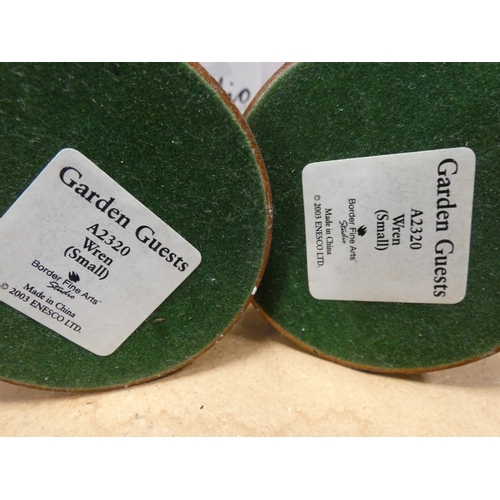 Garden Guests
A2320
Wren
(Small)
Border Fine Arts
Studio
Made in China
© 2003 ENESCO LTD.
Garden Guests
A2320
Wren
(Small)
Border Fine Arts
Studio
Made in China
© 2003 ENESCO LTD.